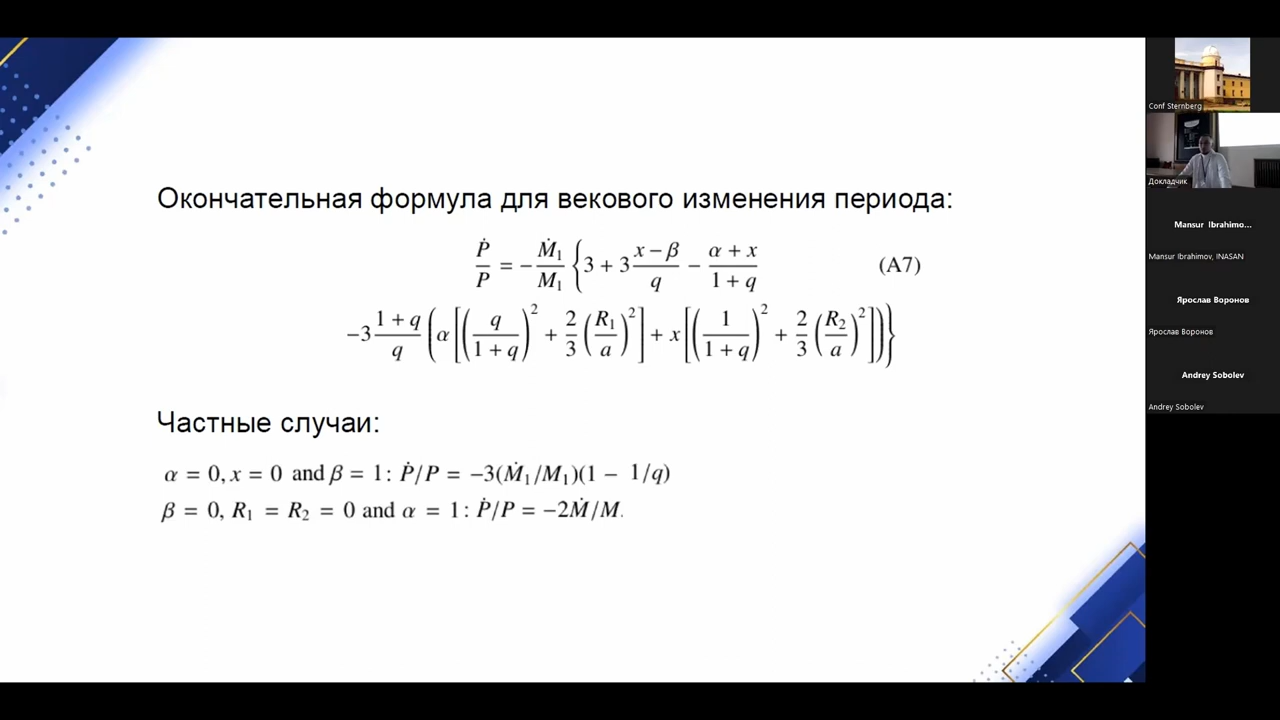 Окончательная формула для векового изменения периода:
Ṗ/P = −Ṁ₁/M₁ {3 + 3 (x − β)/q − (α + x)/(1 + q)    (A7)
−3 (1 + q)/q (α [(q/(1 + q))² + 2/3 (R₁/a)²] + x [(1/(1 + q))² + 2/3 (R₂/a)²])}
Частные случаи:
α = 0, x = 0 and β = 1: Ṗ/P = −3(Ṁ₁/M₁)(1 − 1/q)
β = 0, R₁ = R₂ = 0 and α = 1: Ṗ/P = −2Ṁ/M.
Conf Sternberg
Докладчик
Mansur Ibrahimo...
Mansur Ibrahimov, INASAN
Ярослав Воронов
Ярослав Воронов
Andrey Sobolev
Andrey Sobolev